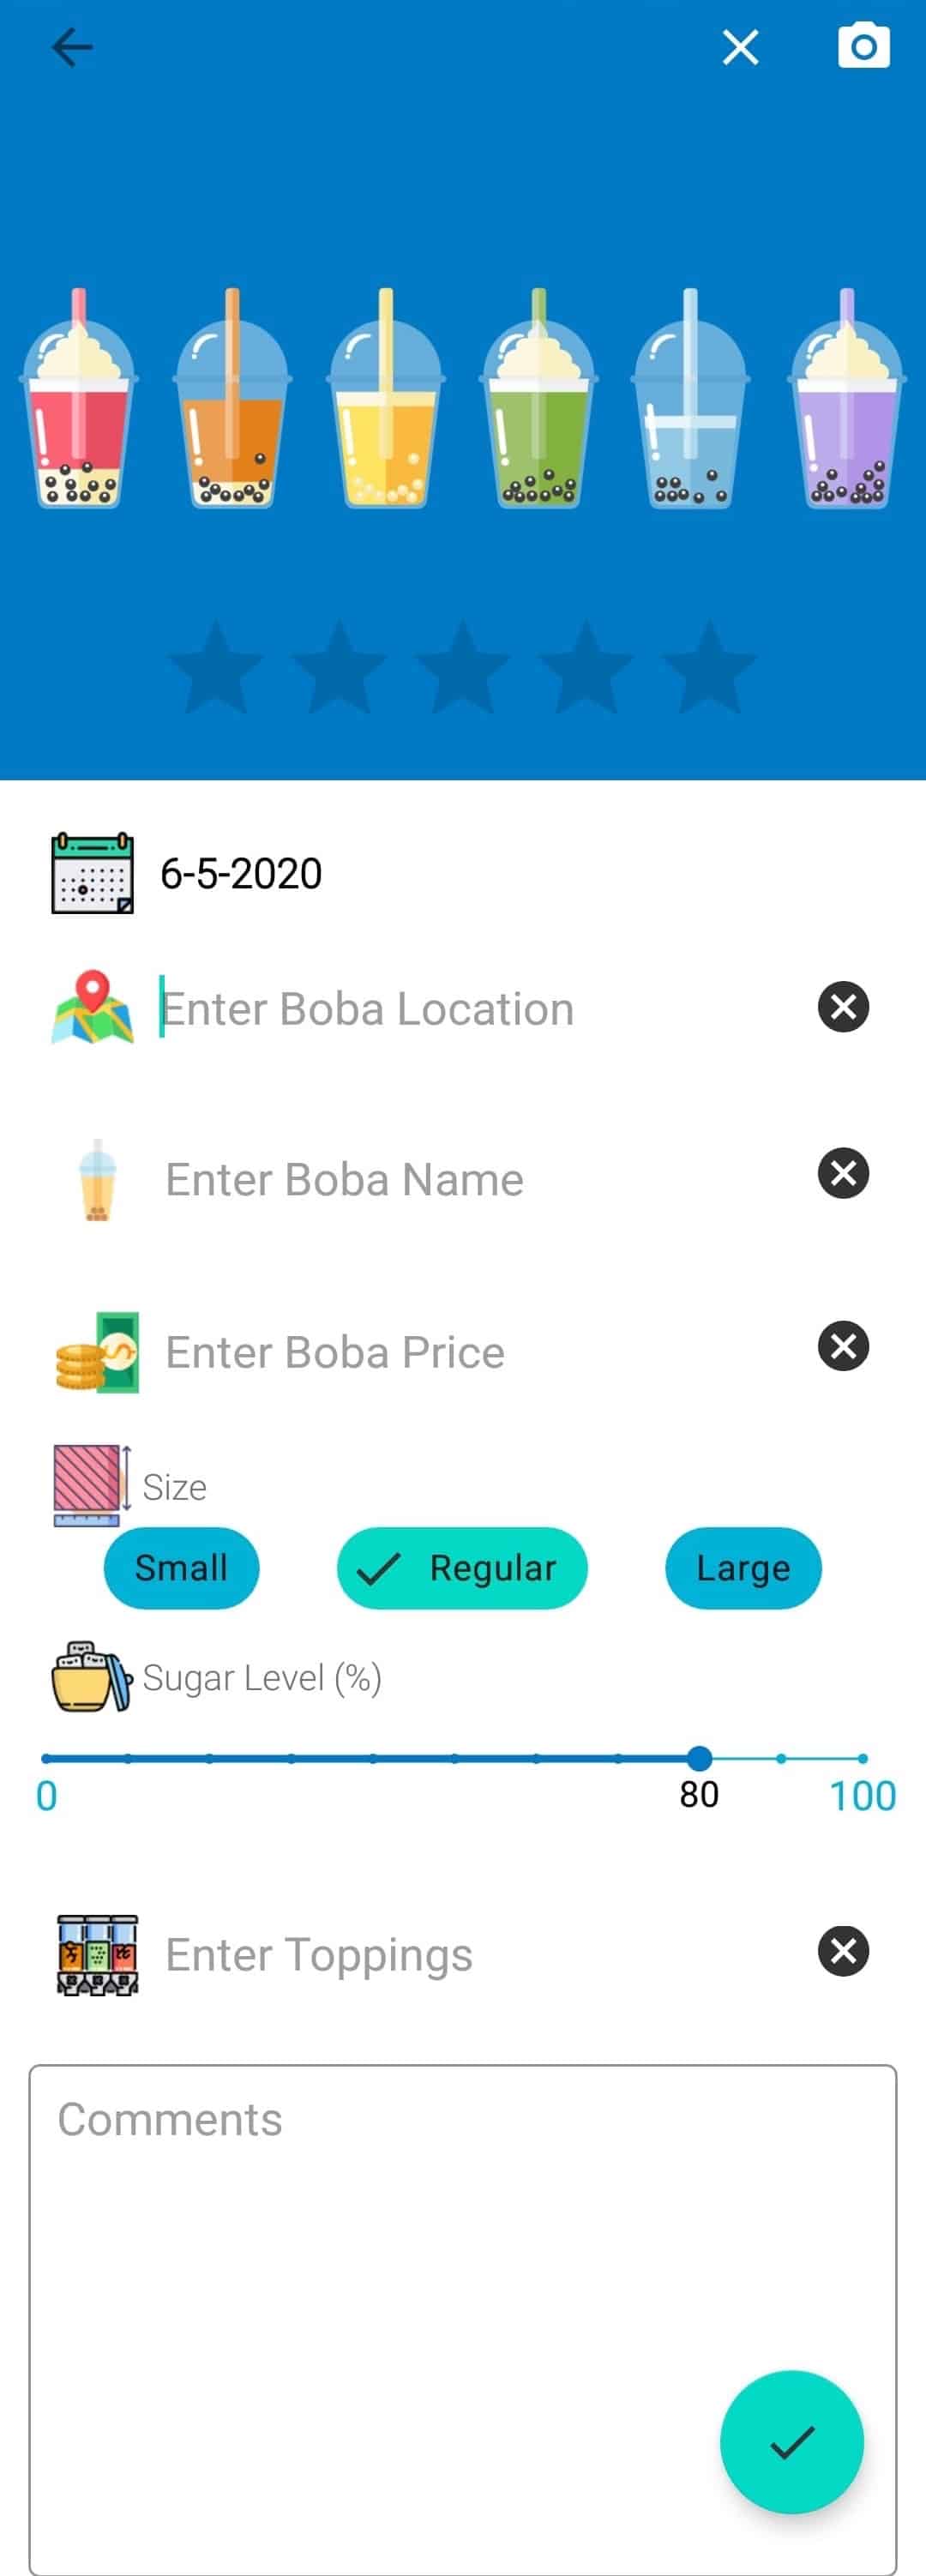 6-5-2020
Enter Boba Location
Enter Boba Name
Enter Boba Price
Size
Small Regular Large
Sugar Level (%)
0 80 100
Enter Toppings
Comments